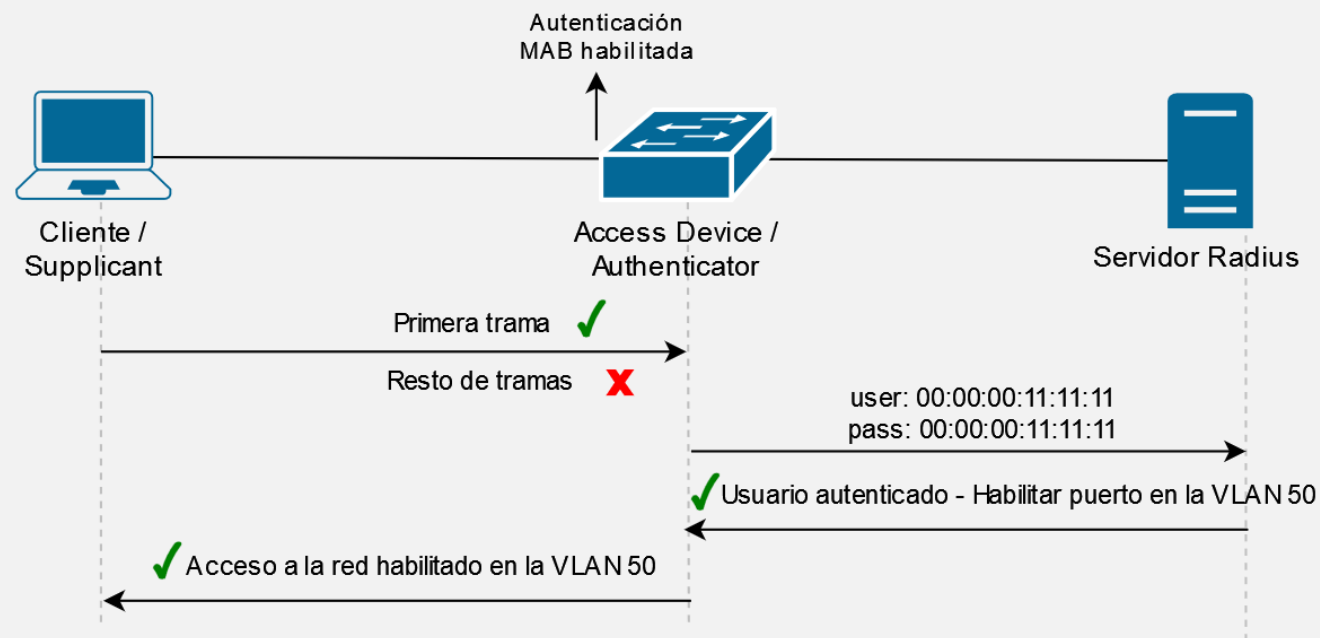 Autenticación
MAB habilitada
Cliente /
Supplicant
Access Device /
Authenticator
Servidor Radius
Primera trama
Resto de tramas
user: 00:00:00:11:11:11
pass: 00:00:00:11:11:11
Usuario autenticado - Habilitar puerto en la VLAN 50
Acceso a la red habilitado en la VLAN 50